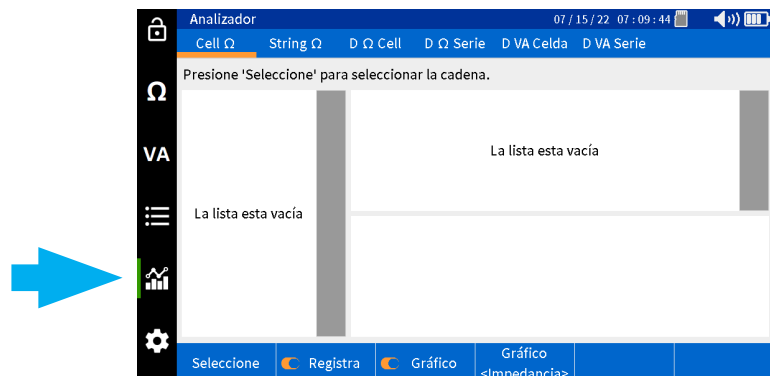 Analizador 07/15/22 07:09:44
Cell Ω String Ω D Ω Cell D Ω Serie D VA Celda D VA Serie
Presione 'Seleccione' para seleccionar la cadena.
Ω
VA
La lista esta vacía
La lista esta vacía
Seleccione Registra Gráfico Gráfico
<Impedancia>